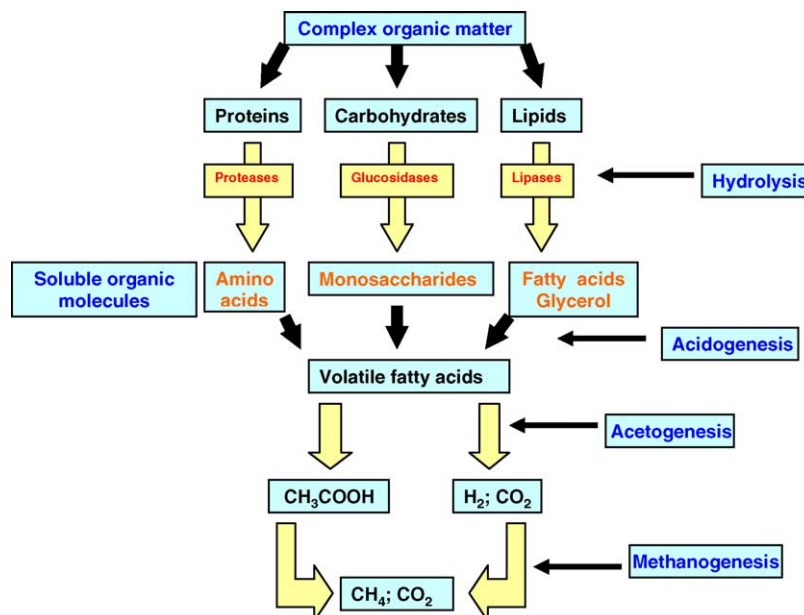 Complex organic matter
Proteins
Carbohydrates
Lipids
Proteases
Glucosidases
Lipases
Hydrolysis
Soluble organic
molecules
Amino
acids
Monosaccharides
Fatty acids
Glycerol
Acidogenesis
Volatile fatty acids
Acetogenesis
CH₃COOH
H₂; CO₂
Methanogenesis
CH₄; CO₂